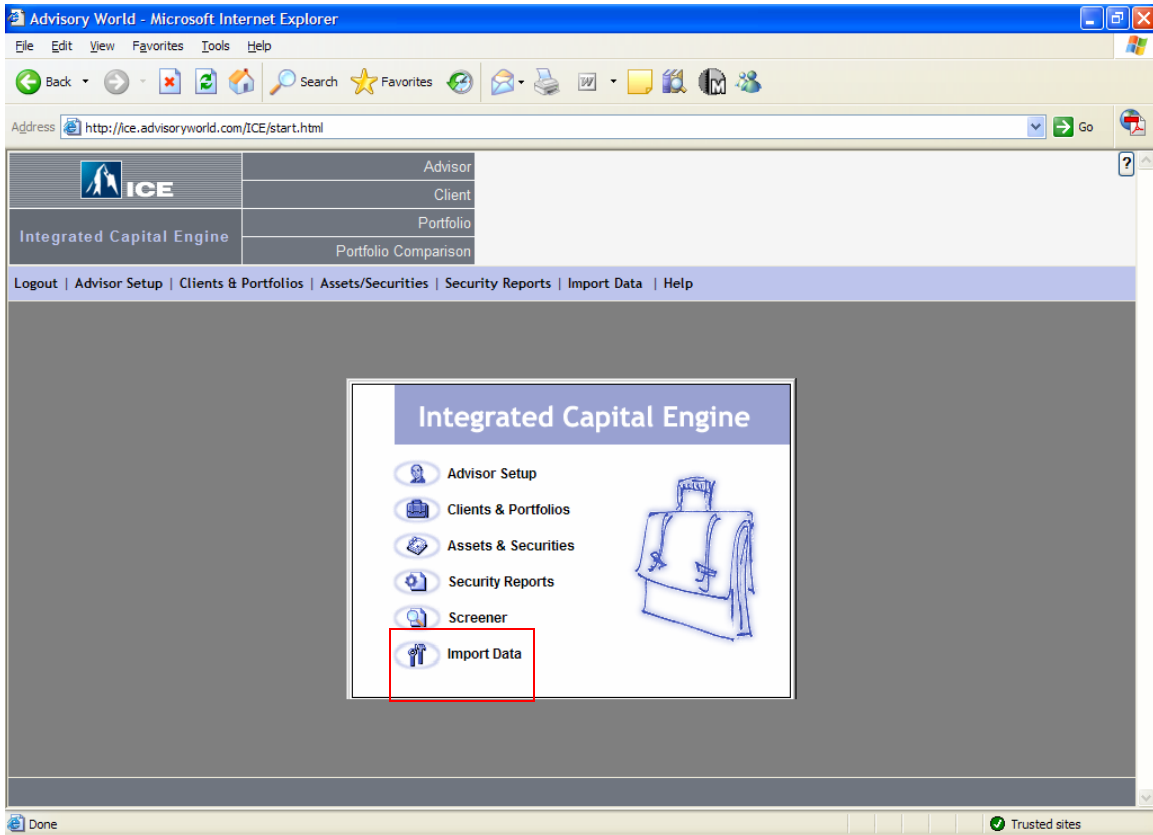 Advisory World - Microsoft Internet Explorer
File Edit View Favorites Tools Help
Back Search Favorites
Address http://ice.advisoryworld.com/ICE/start.html Go
ICE
Integrated Capital Engine
Advisor
Client
Portfolio
Portfolio Comparison
?
Logout | Advisor Setup | Clients & Portfolios | Assets/Securities | Security Reports | Import Data | Help
Integrated Capital Engine
Advisor Setup
Clients & Portfolios
Assets & Securities
Security Reports
Screener
Import Data
Done Trusted sites